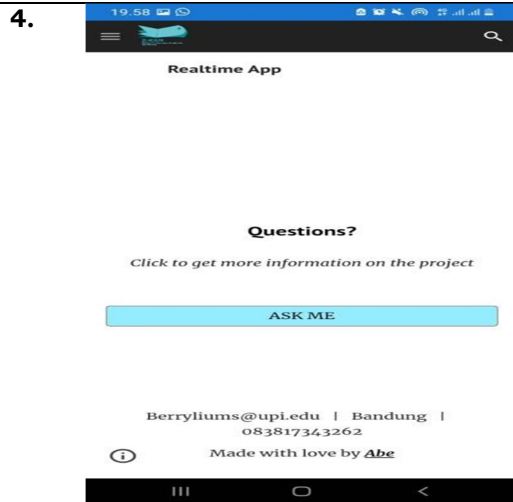 4.
19.58
Realtime App
Questions?
Click to get more information on the project
ASK ME
Berryliums@upi.edu | Bandung |
083817343262
Made with love by Abe